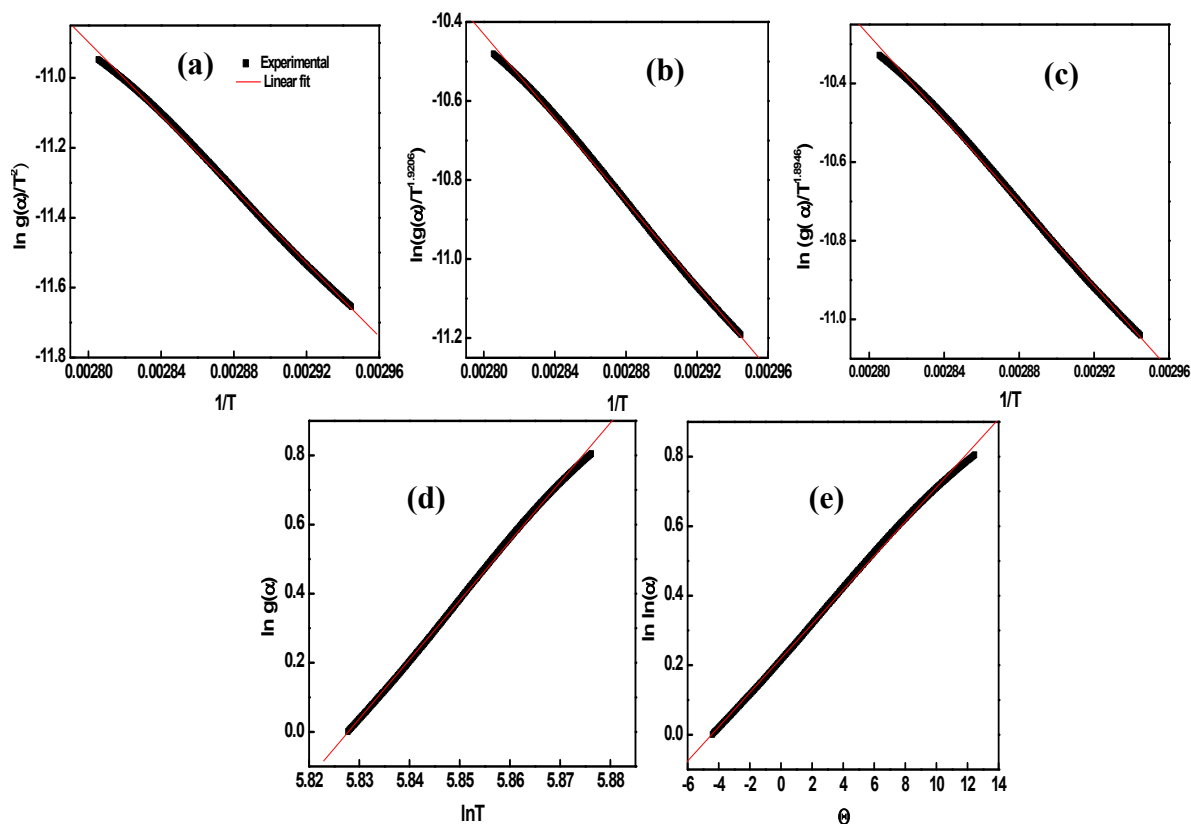 (a)
Experimental
Linear fit
ln g(α)/T²
-11.0
-11.2
-11.4
-11.6
-11.8
0.00280 0.00284 0.00288 0.00292 0.00296
1/T
(b)
ln(g(α)/T^1.9206)
-10.4
-10.6
-10.8
-11.0
-11.2
0.00280 0.00284 0.00288 0.00292 0.00296
1/T
(c)
ln (g( α)/T^1.8946)
-10.4
-10.6
-10.8
-11.0
0.00280 0.00284 0.00288 0.00292 0.00296
1/T
(d)
ln g(α)
0.8
0.6
0.4
0.2
0.0
5.82 5.83 5.84 5.85 5.86 5.87 5.88
lnT
(e)
ln ln(α)
0.8
0.6
0.4
0.2
0.0
-6 -4 -2 0 2 4 6 8 10 12 14
Θ